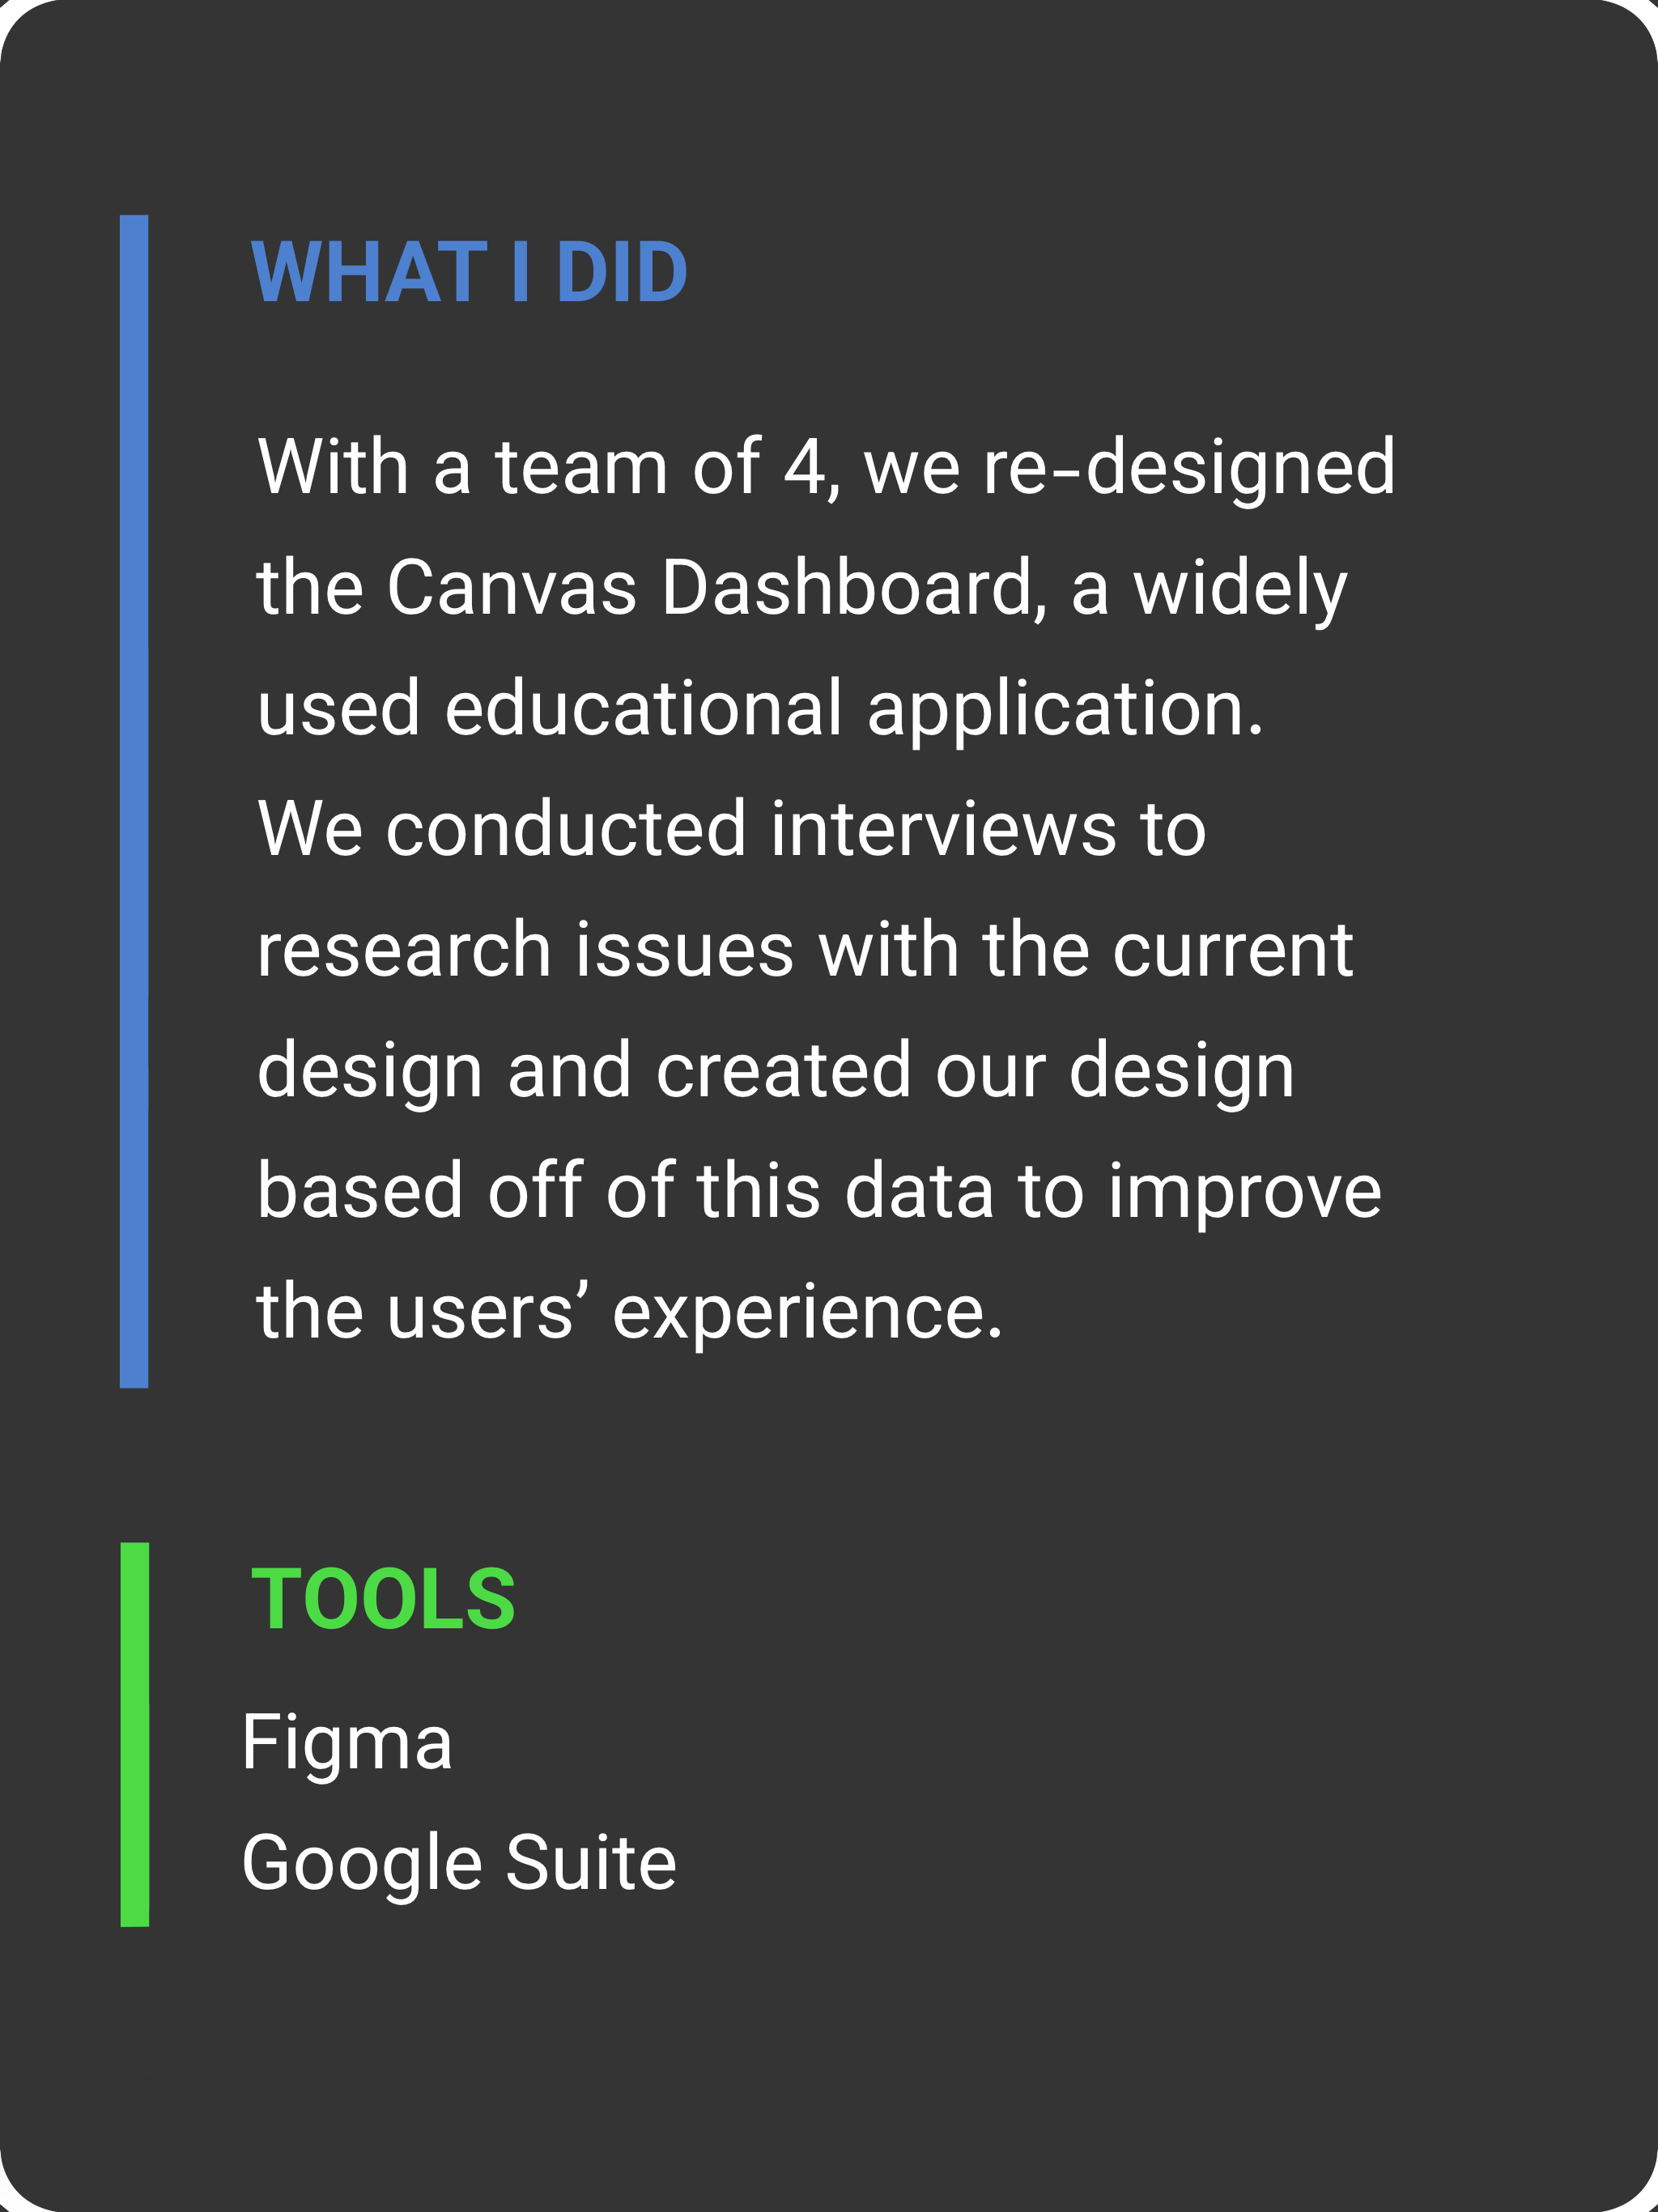 WHAT I DID
With a team of 4, we re-designed
the Canvas Dashboard, a widely
used educational application.
We conducted interviews to
research issues with the current
design and created our design
based off of this data to improve
the users’ experience.
TOOLS
Figma
Google Suite